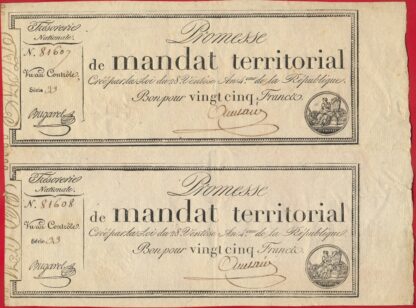 Trésorerie
Nationale.
N. 81607
Vu au Contrôle,
Série 33
Bugarel
Promesse
de mandat territorial
Créé par la Loi du 28 Ventôse An 4.me de la République
Bon pour vingt cinq Francs
Trésorerie
Nationale.
N. 81608
Vu au Contrôle,
Série 33
Bugarel
Promesse
de mandat territorial
Créé par la Loi du 28 Ventôse An 4.me de la République
Bon pour vingt cinq Francs